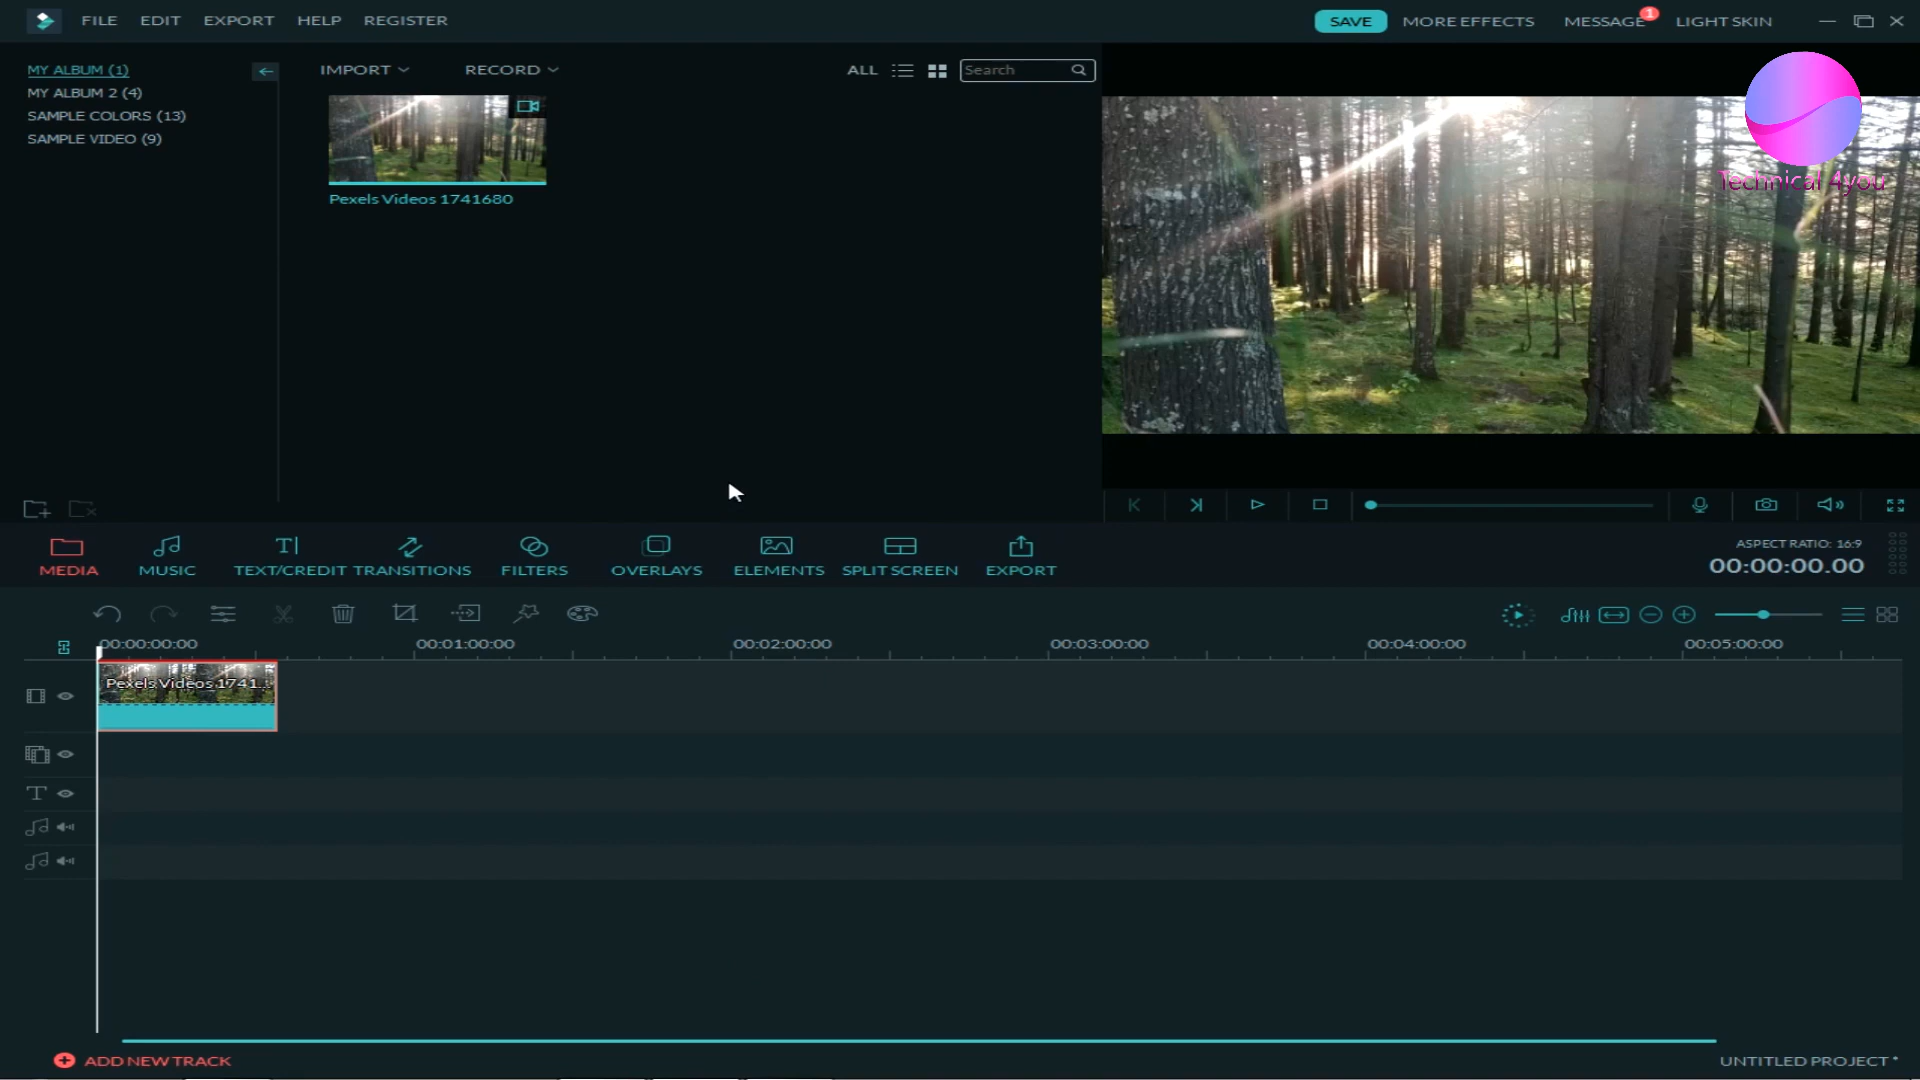 FILE EDIT EXPORT HELP REGISTER SAVE MORE EFFECTS MESSAGE 1 LIGHT SKIN
MY ALBUM (1)
MY ALBUM 2 (4)
SAMPLE COLORS (13)
SAMPLE VIDEO (9)
IMPORT RECORD ALL Search
Pexels Videos 1741680
Technical 4you
MEDIA MUSIC TEXT/CREDIT TRANSITIONS FILTERS OVERLAYS ELEMENTS SPLIT SCREEN EXPORT
ASPECT RATIO: 16:9
00:00:00.00
00:00:00:00 00:01:00:00 00:02:00:00 00:03:00:00 00:04:00:00 00:05:00:00
Pexels Videos 1741...
ADD NEW TRACK
UNTITLED PROJECT *